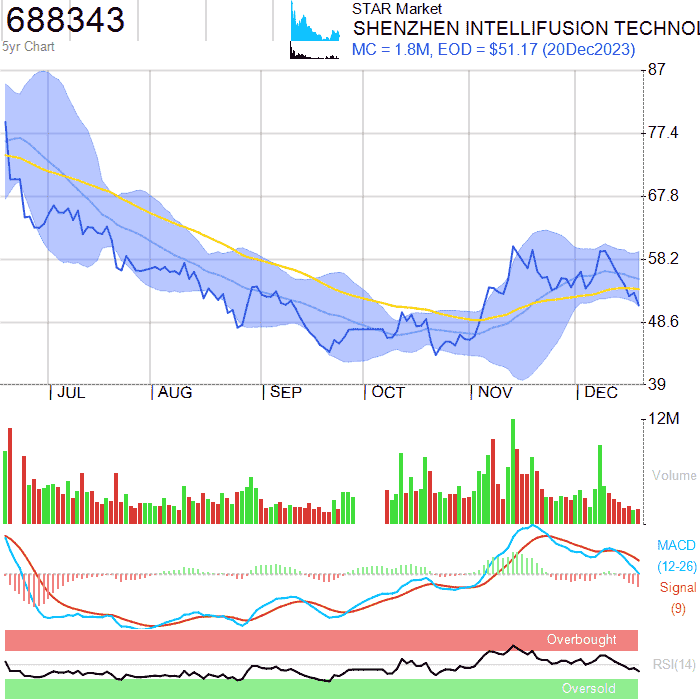 688343
5yr Chart
STAR Market
SHENZHEN INTELLIFUSION TECHNOL
MC = 1.8M, EOD = $51.17 (20Dec2023)
87
77.4
67.8
58.2
48.6
39
JUL AUG SEP OCT NOV DEC
12M
Volume
MACD
(12-26)
Signal
(9)
Overbought
RSI(14)
Oversold